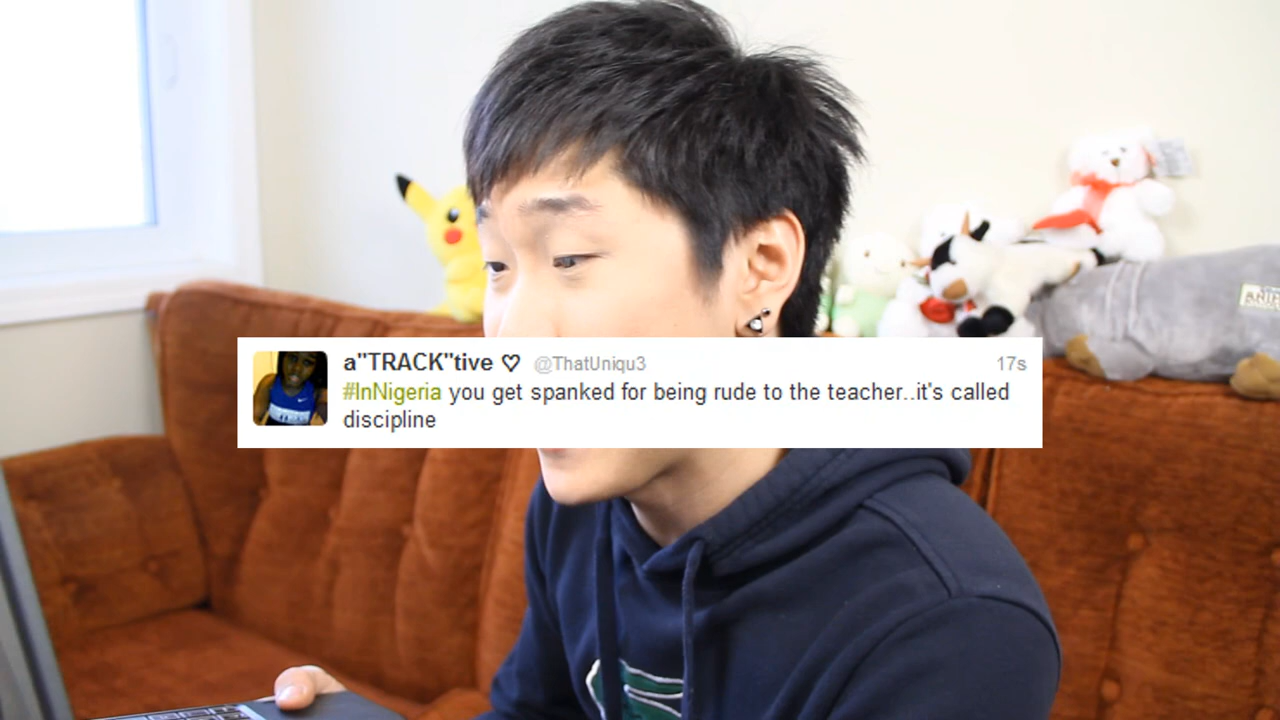 a"TRACK"tive ♡ @ThatUniqu3 17s
#InNigeria you get spanked for being rude to the teacher..it's called
discipline